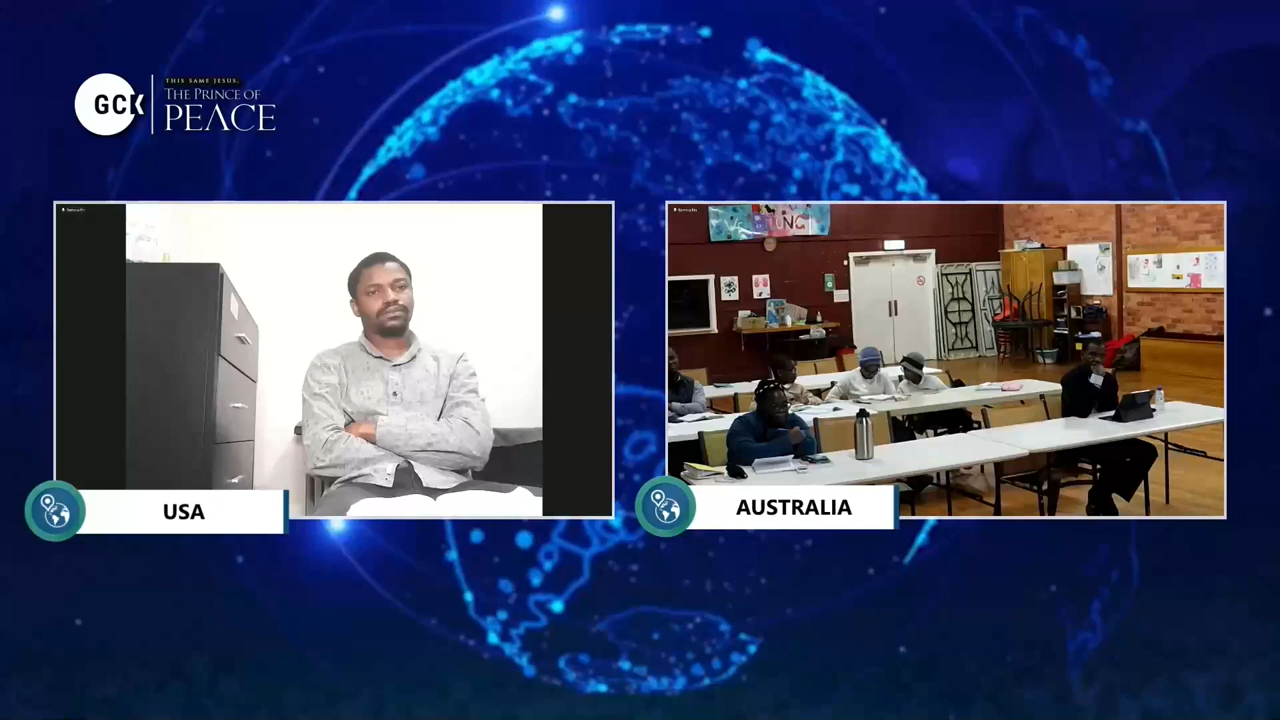 GCK
THIS SAME JESUS,
THE PRINCE OF
PEACE
USA
AUSTRALIA